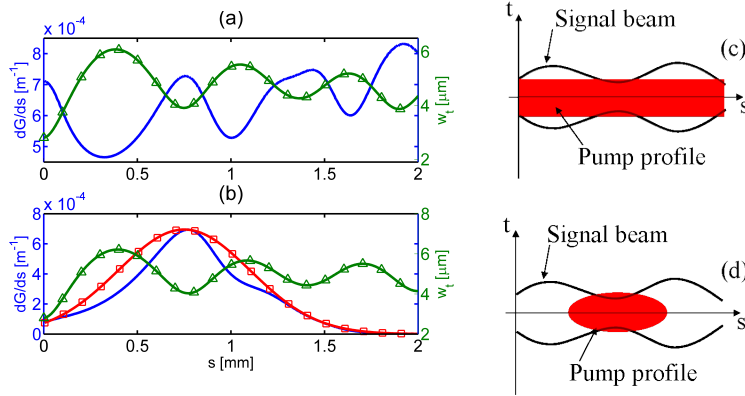 (a)
x 10⁻⁴
8
7
6
5
dG/ds [m⁻¹]
6
4
2
w_t [μm]
0 0.5 1 1.5 2
(b)
x 10⁻⁴
8
6
4
2
0
dG/ds [m⁻¹]
8
6
4
2
w_t [μm]
0 0.5 1 1.5 2
s [mm]
t
Signal beam
(c)
s
Pump profile
t
Signal beam
(d)
s
Pump profile